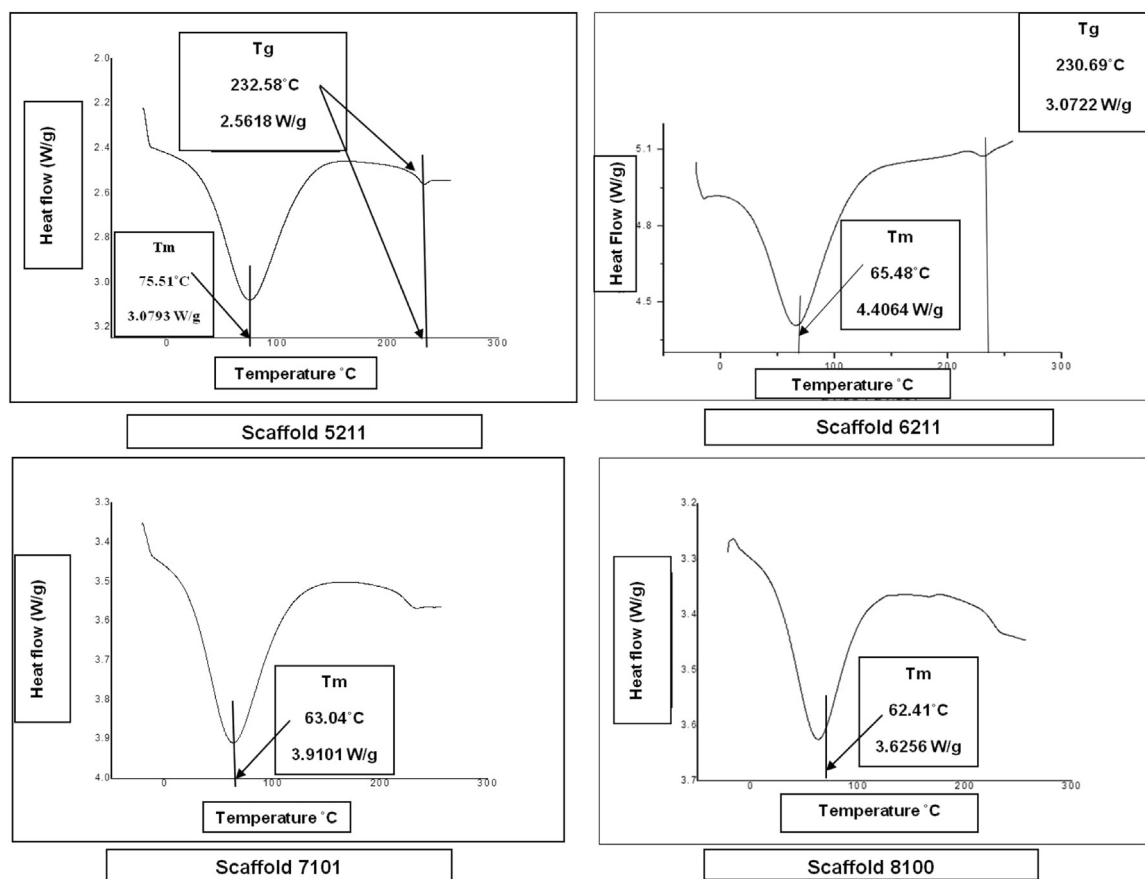 Tg
232.58°C
2.5618 W/g
Heat flow (W/g)
2.0
2.2
2.4
2.6
2.8
3.0
3.2
Tm
75.51°C
3.0793 W/g
0
100
200
300
Temperature °C
Scaffold 5211
Tg
230.69°C
3.0722 W/g
Heat Flow (W/g)
5.1
4.8
4.5
Tm
65.48°C
4.4064 W/g
0
100
200
300
Temperature °C
Scaffold 6211
Heat flow (W/g)
3.3
3.4
3.5
3.6
3.7
3.8
3.9
4.0
Tm
63.04°C
3.9101 W/g
0
100
200
300
Temperature °C
Scaffold 7101
Heat flow (W/g)
3.2
3.3
3.4
3.5
3.6
3.7
Tm
62.41°C
3.6256 W/g
0
100
200
300
Temperature °C
Scaffold 8100